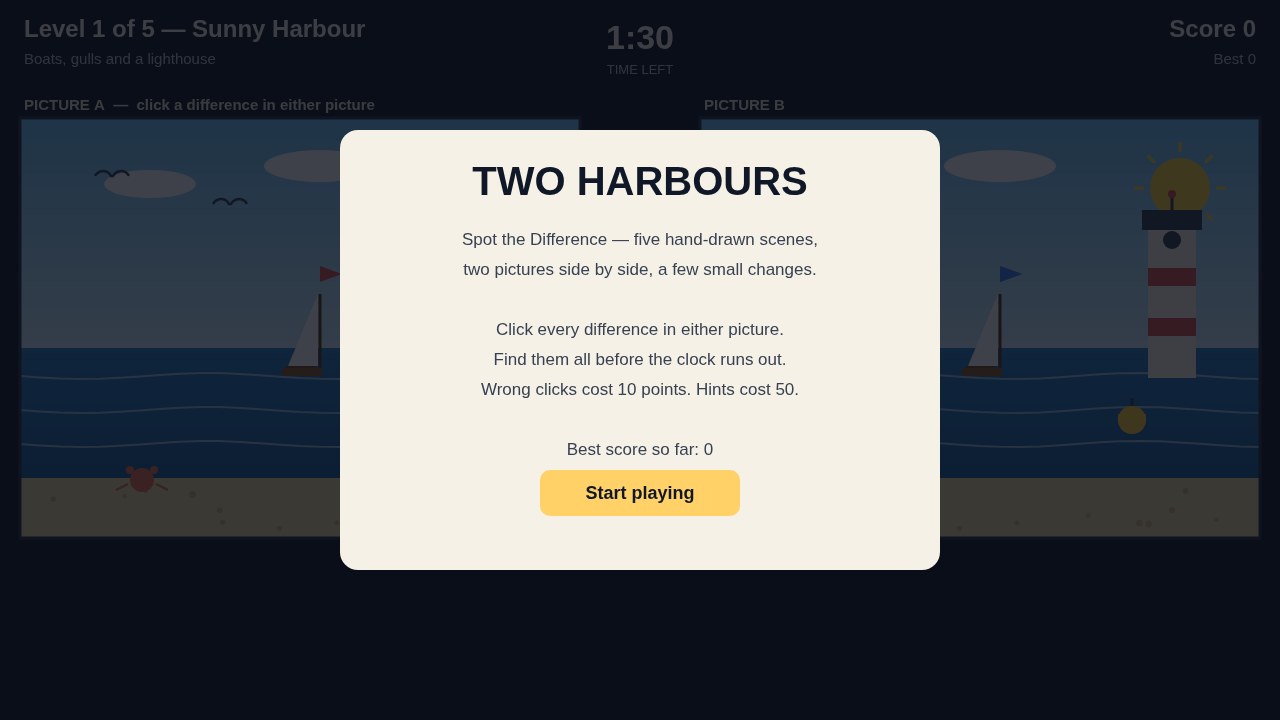 Level 1 of 5 — Sunny Harbour
Boats, gulls and a lighthouse
1:30
TIME LEFT
Score 0
Best 0
PICTURE A — click a difference in either picture
PICTURE B
TWO HARBOURS
Spot the Difference — five hand-drawn scenes,
two pictures side by side, a few small changes.
Click every difference in either picture.
Find them all before the clock runs out.
Wrong clicks cost 10 points. Hints cost 50.
Best score so far: 0
Start playing